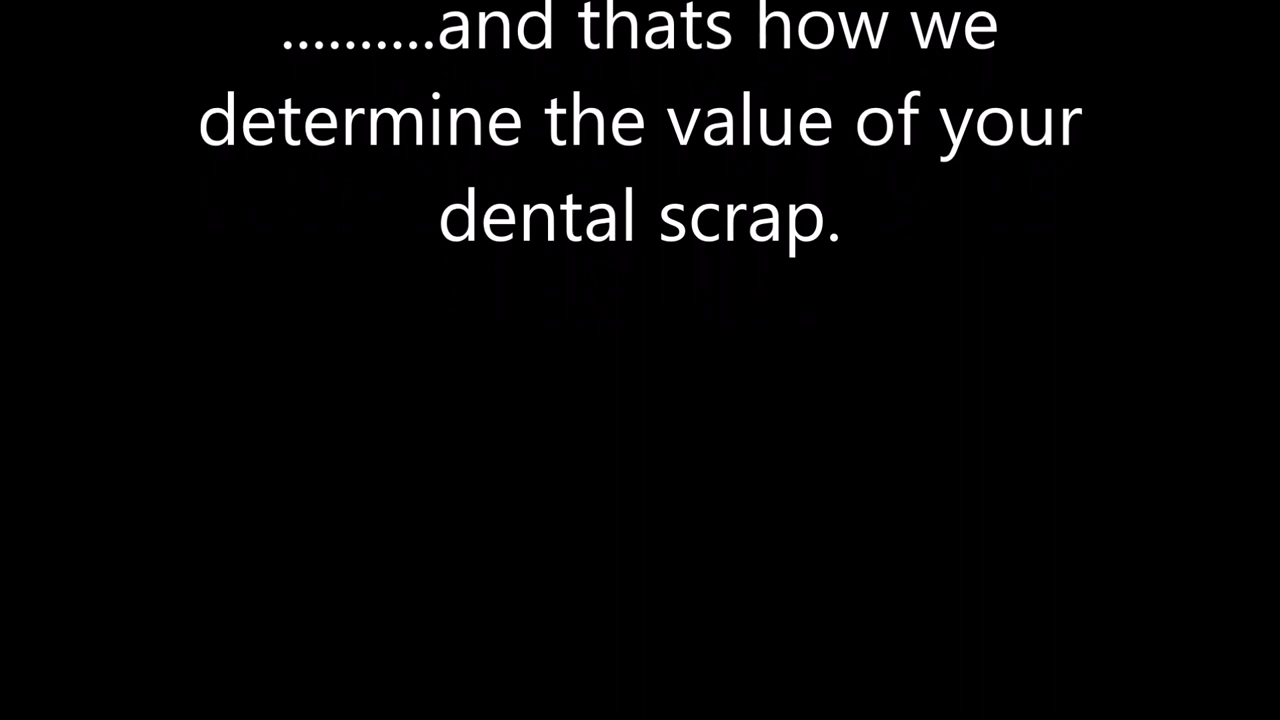 ..........and thats how we
determine the value of your
dental scrap.